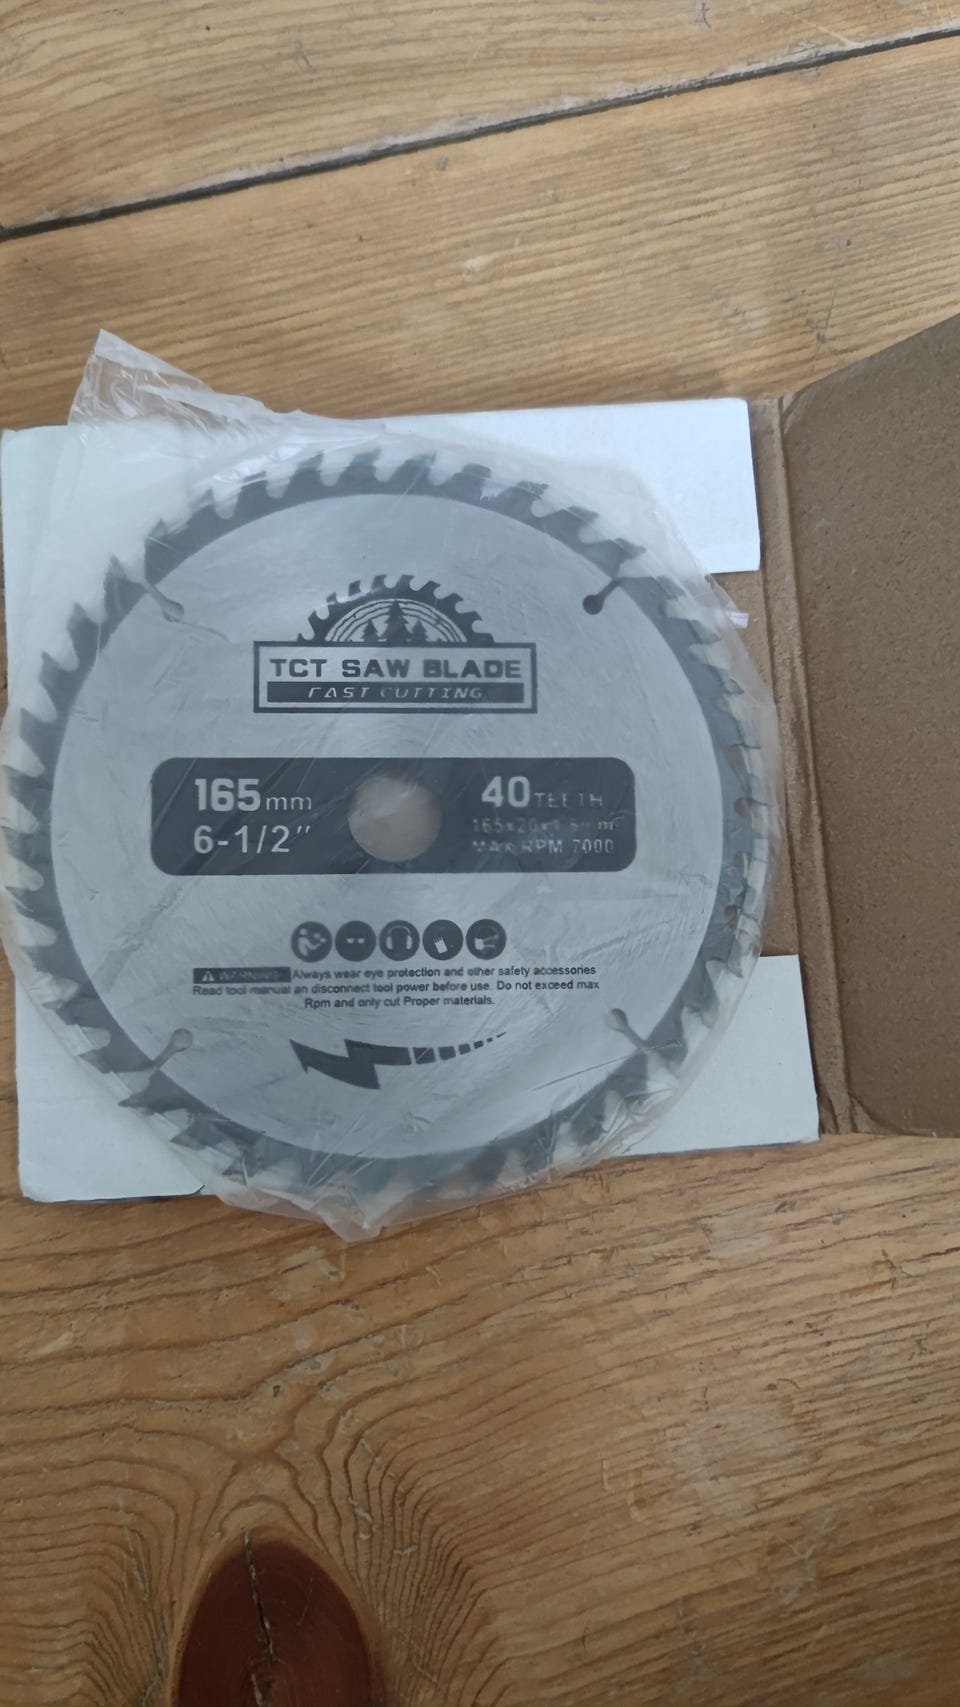 TCT SAW BLADE
FAST CUTTING
165mm
6-1/2"
40 TEETH
MAX RPM 7000
WARNING Always wear eye protection and other safety accessories
Read tool manual an disconnect tool power before use. Do not exceed max
Rpm and only cut Proper materials.